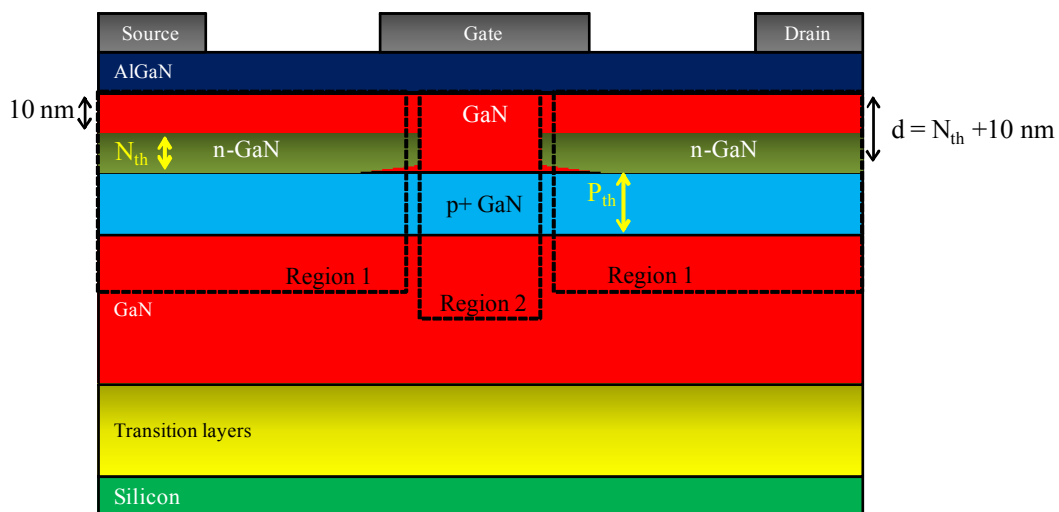 Source
Gate
Drain
AlGaN
10 nm
GaN
d = Nth +10 nm
Nth
n-GaN
n-GaN
p+ GaN
Pth
Region 1
Region 1
Region 2
GaN
Transition layers
Silicon